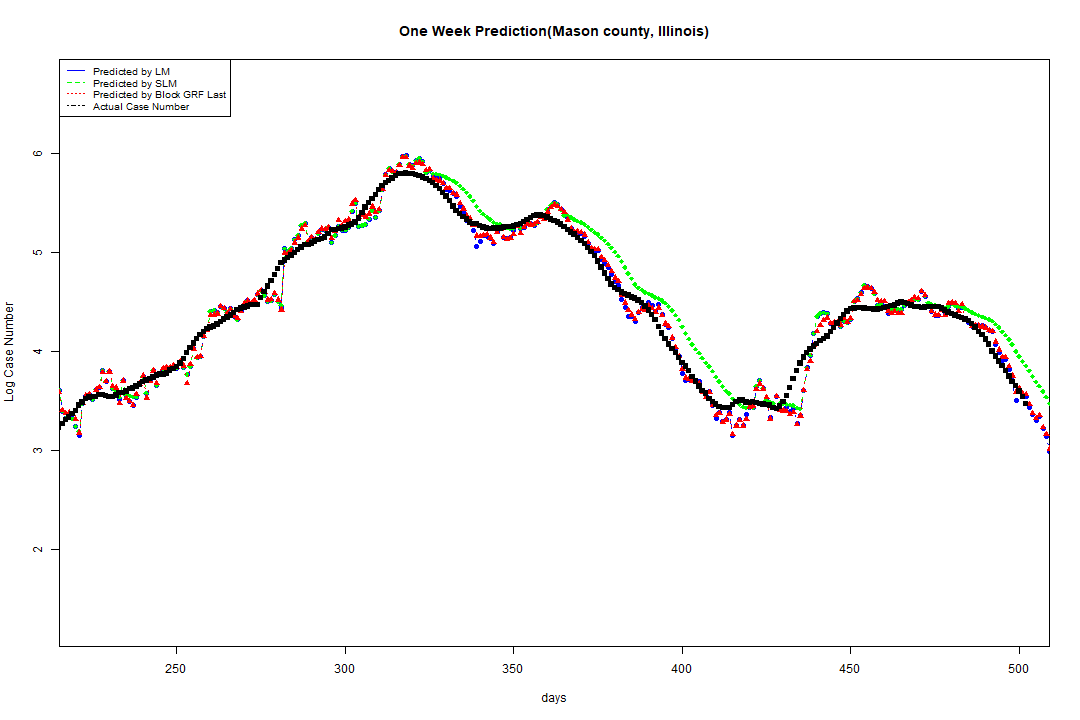 One Week Prediction(Mason county, Illinois)
Predicted by LM
Predicted by SLM
Predicted by Block GRF Last
Actual Case Number
6
5
4
3
2
Log Case Number
250 300 350 400 450 500
days